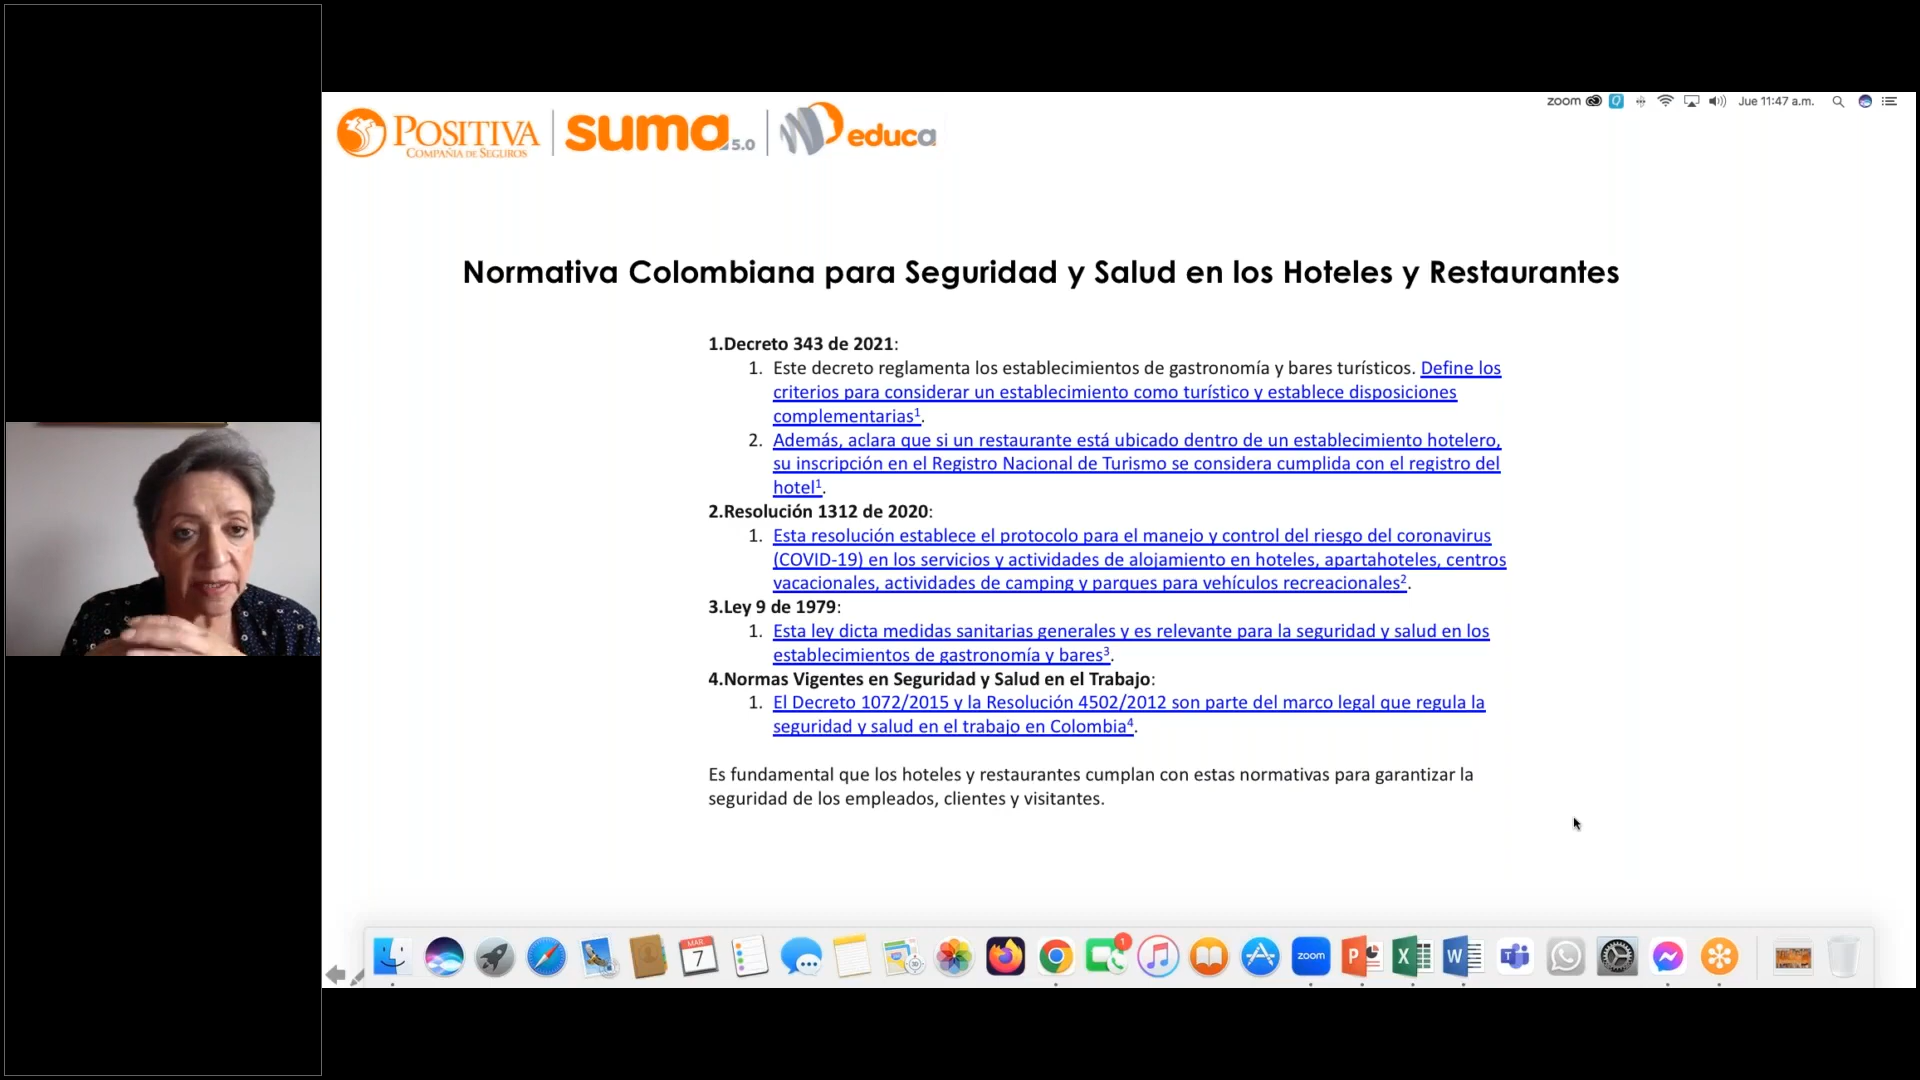 zoom
Jue 11:47 a.m.
POSITIVA
COMPAÑIA DE SEGUROS
suma 5.0
educa
Normativa Colombiana para Seguridad y Salud en los Hoteles y Restaurantes
1.Decreto 343 de 2021:
1. Este decreto reglamenta los establecimientos de gastronomía y bares turísticos. Define los
criterios para considerar un establecimiento como turístico y establece disposiciones
complementarias¹.
2. Además, aclara que si un restaurante está ubicado dentro de un establecimiento hotelero,
su inscripción en el Registro Nacional de Turismo se considera cumplida con el registro del
hotel¹.
2.Resolución 1312 de 2020:
1. Esta resolución establece el protocolo para el manejo y control del riesgo del coronavirus
(COVID-19) en los servicios y actividades de alojamiento en hoteles, apartahoteles, centros
vacacionales, actividades de camping y parques para vehículos recreacionales².
3.Ley 9 de 1979:
1. Esta ley dicta medidas sanitarias generales y es relevante para la seguridad y salud en los
establecimientos de gastronomía y bares³.
4.Normas Vigentes en Seguridad y Salud en el Trabajo:
1. El Decreto 1072/2015 y la Resolución 4502/2012 son parte del marco legal que regula la
seguridad y salud en el trabajo en Colombia⁴.
Es fundamental que los hoteles y restaurantes cumplan con estas normativas para garantizar la
seguridad de los empleados, clientes y visitantes.
MAR
7
1
zoom
P
X
W
T